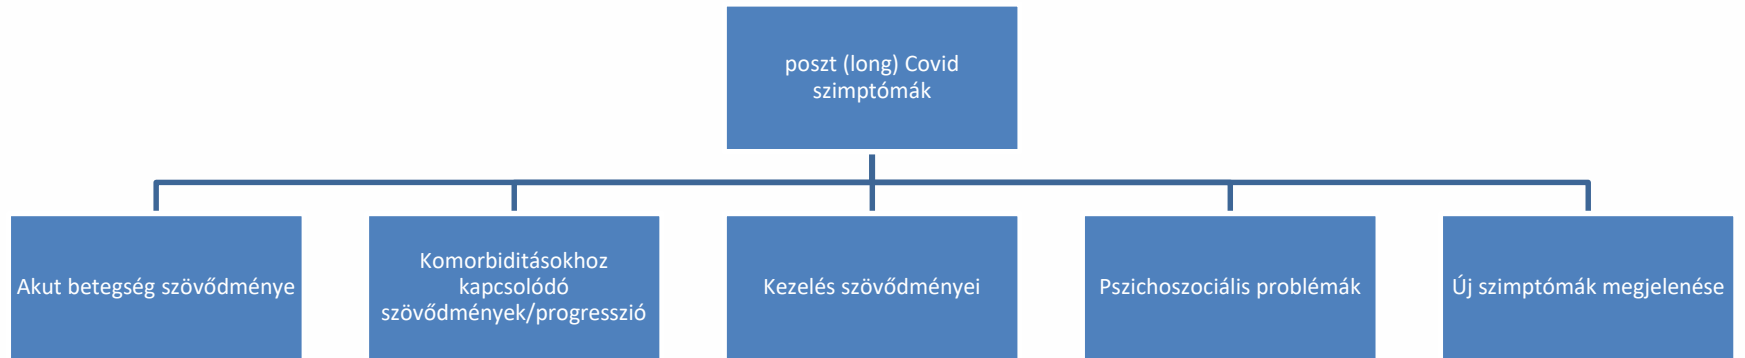 poszt (long) Covid
szimptómák
Akut betegség szövődménye
Komorbiditásokhoz
kapcsolódó
szövődmények/progresszió
Kezelés szövődményei
Pszichoszociális problémák
Új szimptómák megjelenése